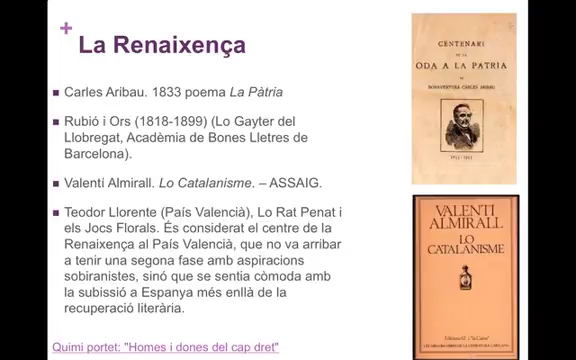 +
La Renaixença
■ Carles Aribau. 1833 poema La Pàtria
■ Rubió i Ors (1818-1899) (Lo Gayter del
Llobregat, Acadèmia de Bones Lletres de
Barcelona).
■ Valentí Almirall. Lo Catalanisme. – ASSAIG.
■ Teodor Llorente (País Valencià), Lo Rat Penat i
els Jocs Florals. És considerat el centre de la
Renaixença al País Valencià, que no va arribar
a tenir una segona fase amb aspiracions
sobiranistes, sinó que se sentia còmoda amb
la subissió a Espanya més enllà de la
recuperació literària.
Quimi portet: "Homes i dones del cap dret"
CENTENARI
DE LA
ODA A LA PATRIA
DE
BONAVENTURA CARLES ARIBAU
VALENTI
ALMIRALL
LO
CATALANISME